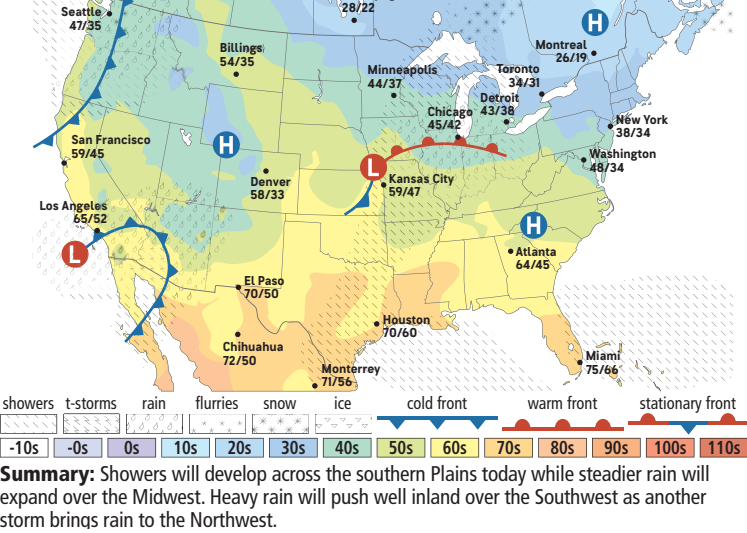 28/22
Seattle
47/35
H
Montreal
26/19
Billings
54/35
Minneapolis
44/37
Toronto
34/31
Detroit
43/38
Chicago
45/42
New York
38/34
San Francisco
59/45
H
Washington
48/34
L
Denver
58/33
Kansas City
59/47
Los Angeles
65/52
L
H
Atlanta
64/45
El Paso
70/50
Houston
70/60
Chihuahua
72/50
Miami
75/66
Monterrey
71/56
showers t-storms rain flurries snow ice cold front warm front stationary front
-10s -0s 0s 10s 20s 30s 40s 50s 60s 70s 80s 90s 100s 110s
Summary: Showers will develop across the southern Plains today while steadier rain will
expand over the Midwest. Heavy rain will push well inland over the Southwest as another
storm brings rain to the Northwest.